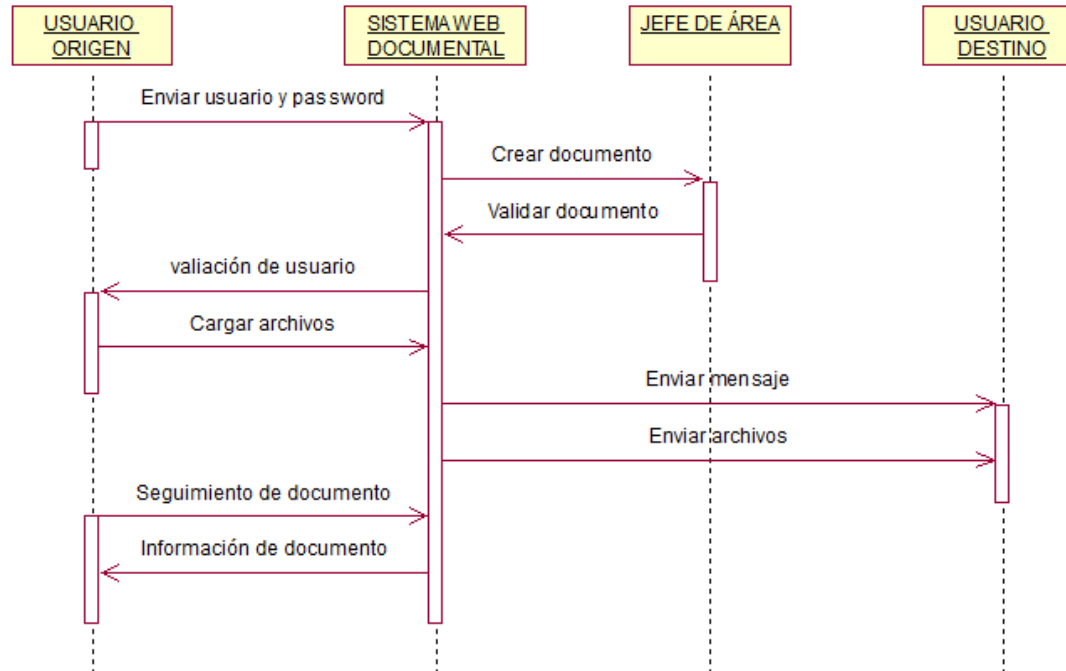 USUARIO
ORIGEN
SISTEMA WEB
DOCUMENTAL
JEFE DE ÁREA
USUARIO
DESTINO
Enviar usuario y password
Crear documento
Validar documento
valiación de usuario
Cargar archivos
Enviar mensaje
Enviar archivos
Seguimiento de documento
Información de documento